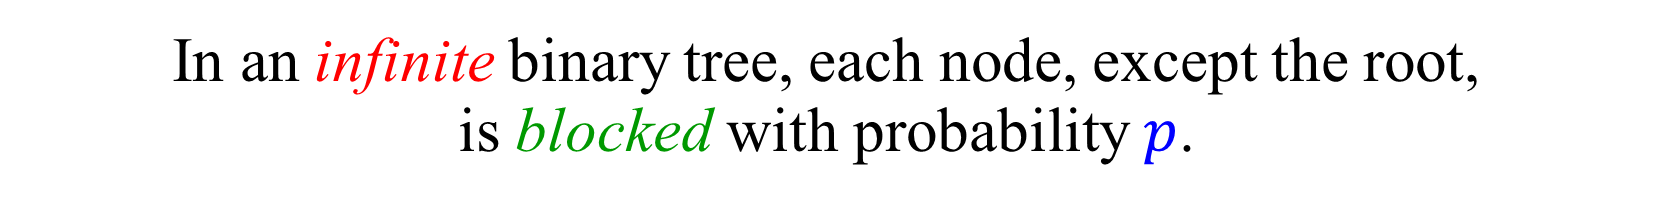 In an infinite binary tree, each node, except the root,
is blocked with probability p.